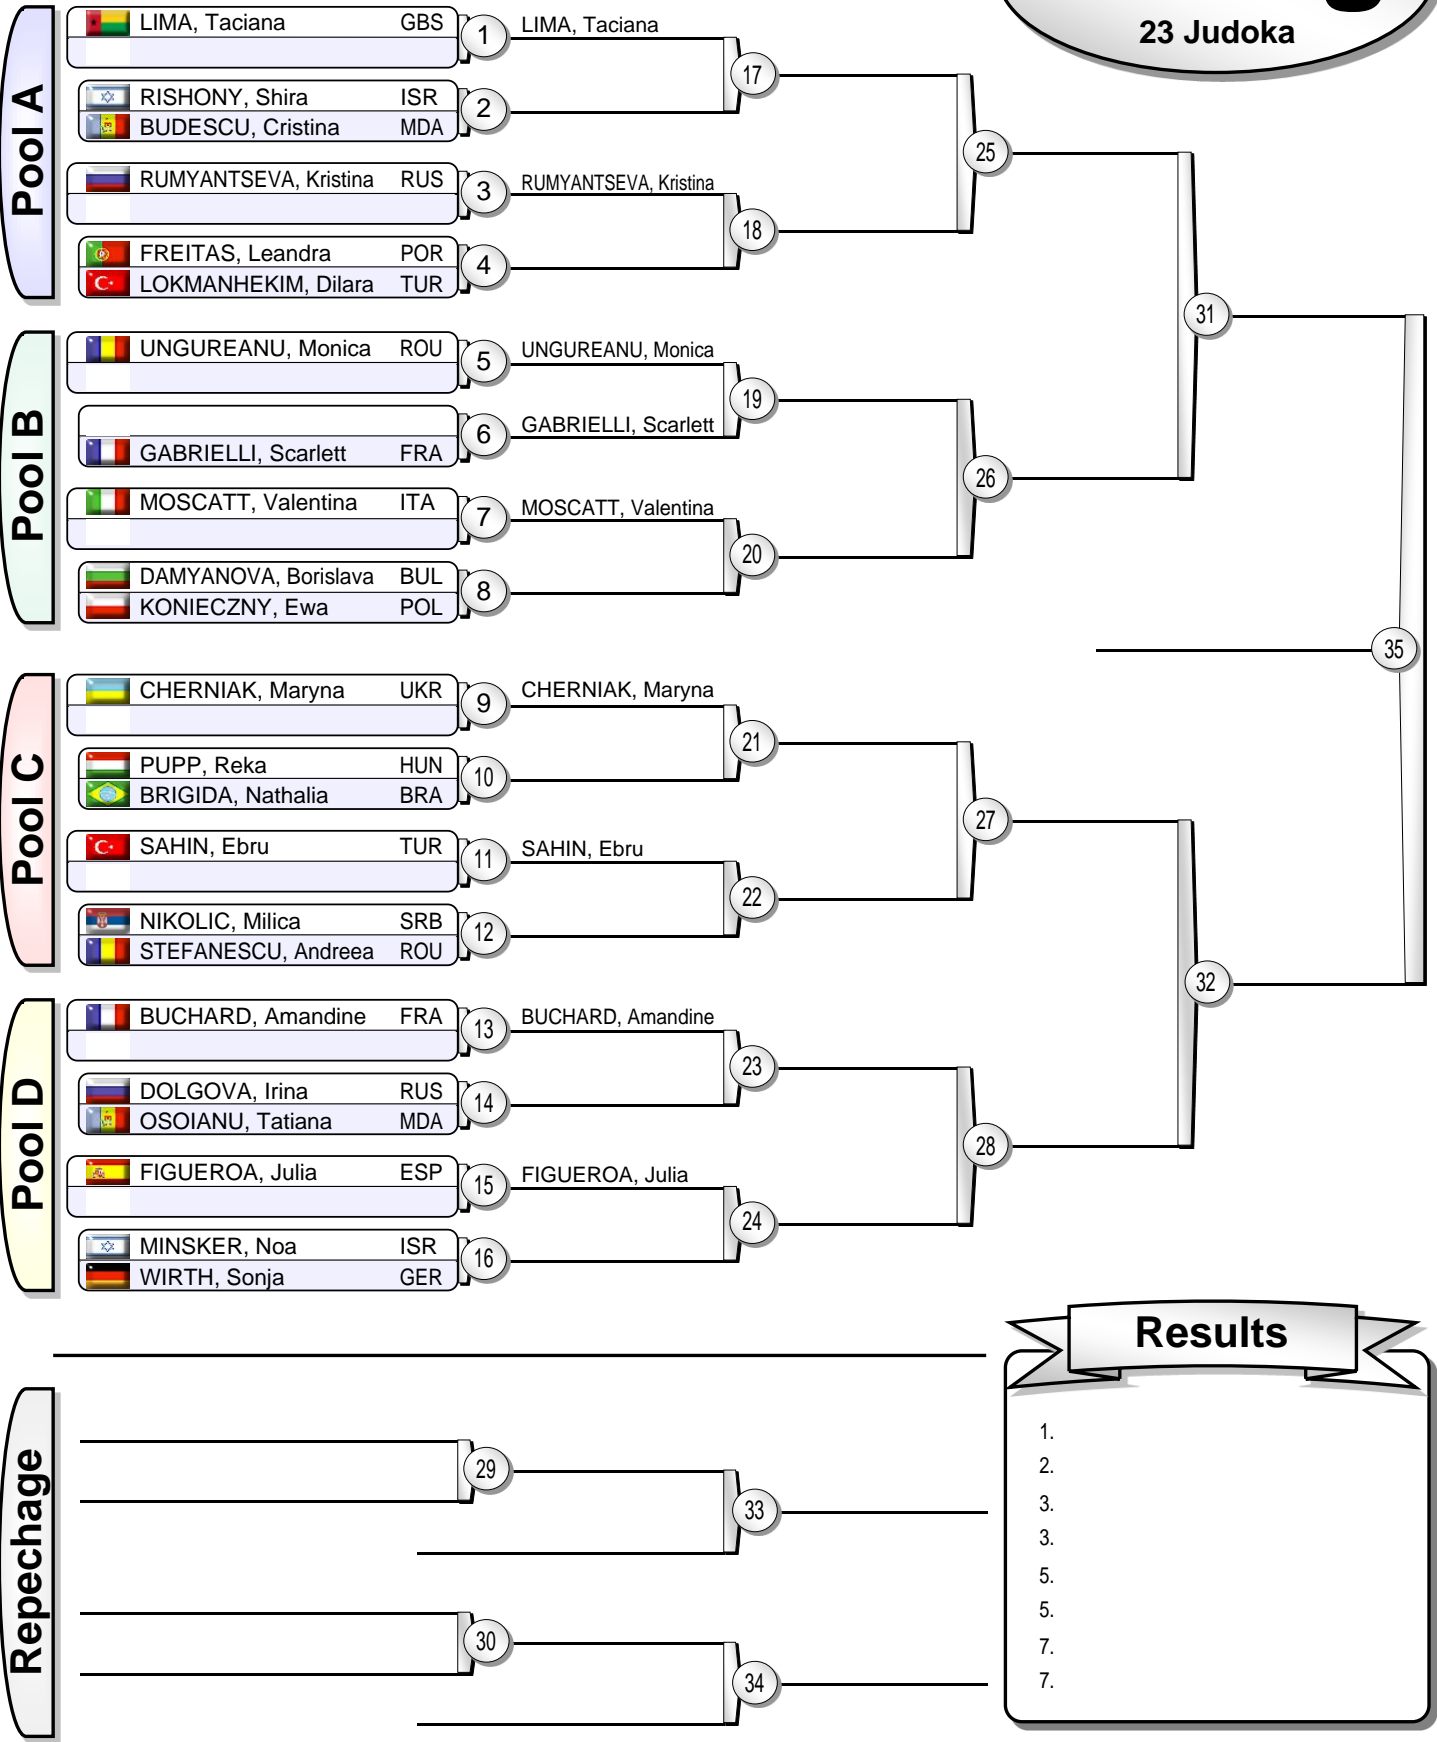 23 Judoka
Pool A
LIMA, Taciana GBS 1 LIMA, Taciana
17
RISHONY, Shira ISR
2
BUDESCU, Cristina MDA
25
RUMYANTSEVA, Kristina RUS 3 RUMYANTSEVA, Kristina
18
FREITAS, Leandra POR
4
LOKMANHEKIM, Dilara TUR
31
Pool B
UNGUREANU, Monica ROU 5 UNGUREANU, Monica
19
6 GABRIELLI, Scarlett
GABRIELLI, Scarlett FRA
26
MOSCATT, Valentina ITA 7 MOSCATT, Valentina
20
DAMYANOVA, Borislava BUL
8
KONIECZNY, Ewa POL
35
Pool C
CHERNIAK, Maryna UKR 9 CHERNIAK, Maryna
21
PUPP, Reka HUN
10
BRIGIDA, Nathalia BRA
27
SAHIN, Ebru TUR 11 SAHIN, Ebru
22
NIKOLIC, Milica SRB
12
STEFANESCU, Andreea ROU
32
Pool D
BUCHARD, Amandine FRA 13 BUCHARD, Amandine
23
DOLGOVA, Irina RUS
14
OSOIANU, Tatiana MDA
28
FIGUEROA, Julia ESP 15 FIGUEROA, Julia
24
MINSKER, Noa ISR
16
WIRTH, Sonja GER
Repechage
29
33
30
34
Results
1.
2.
3.
3.
5.
5.
7.
7.